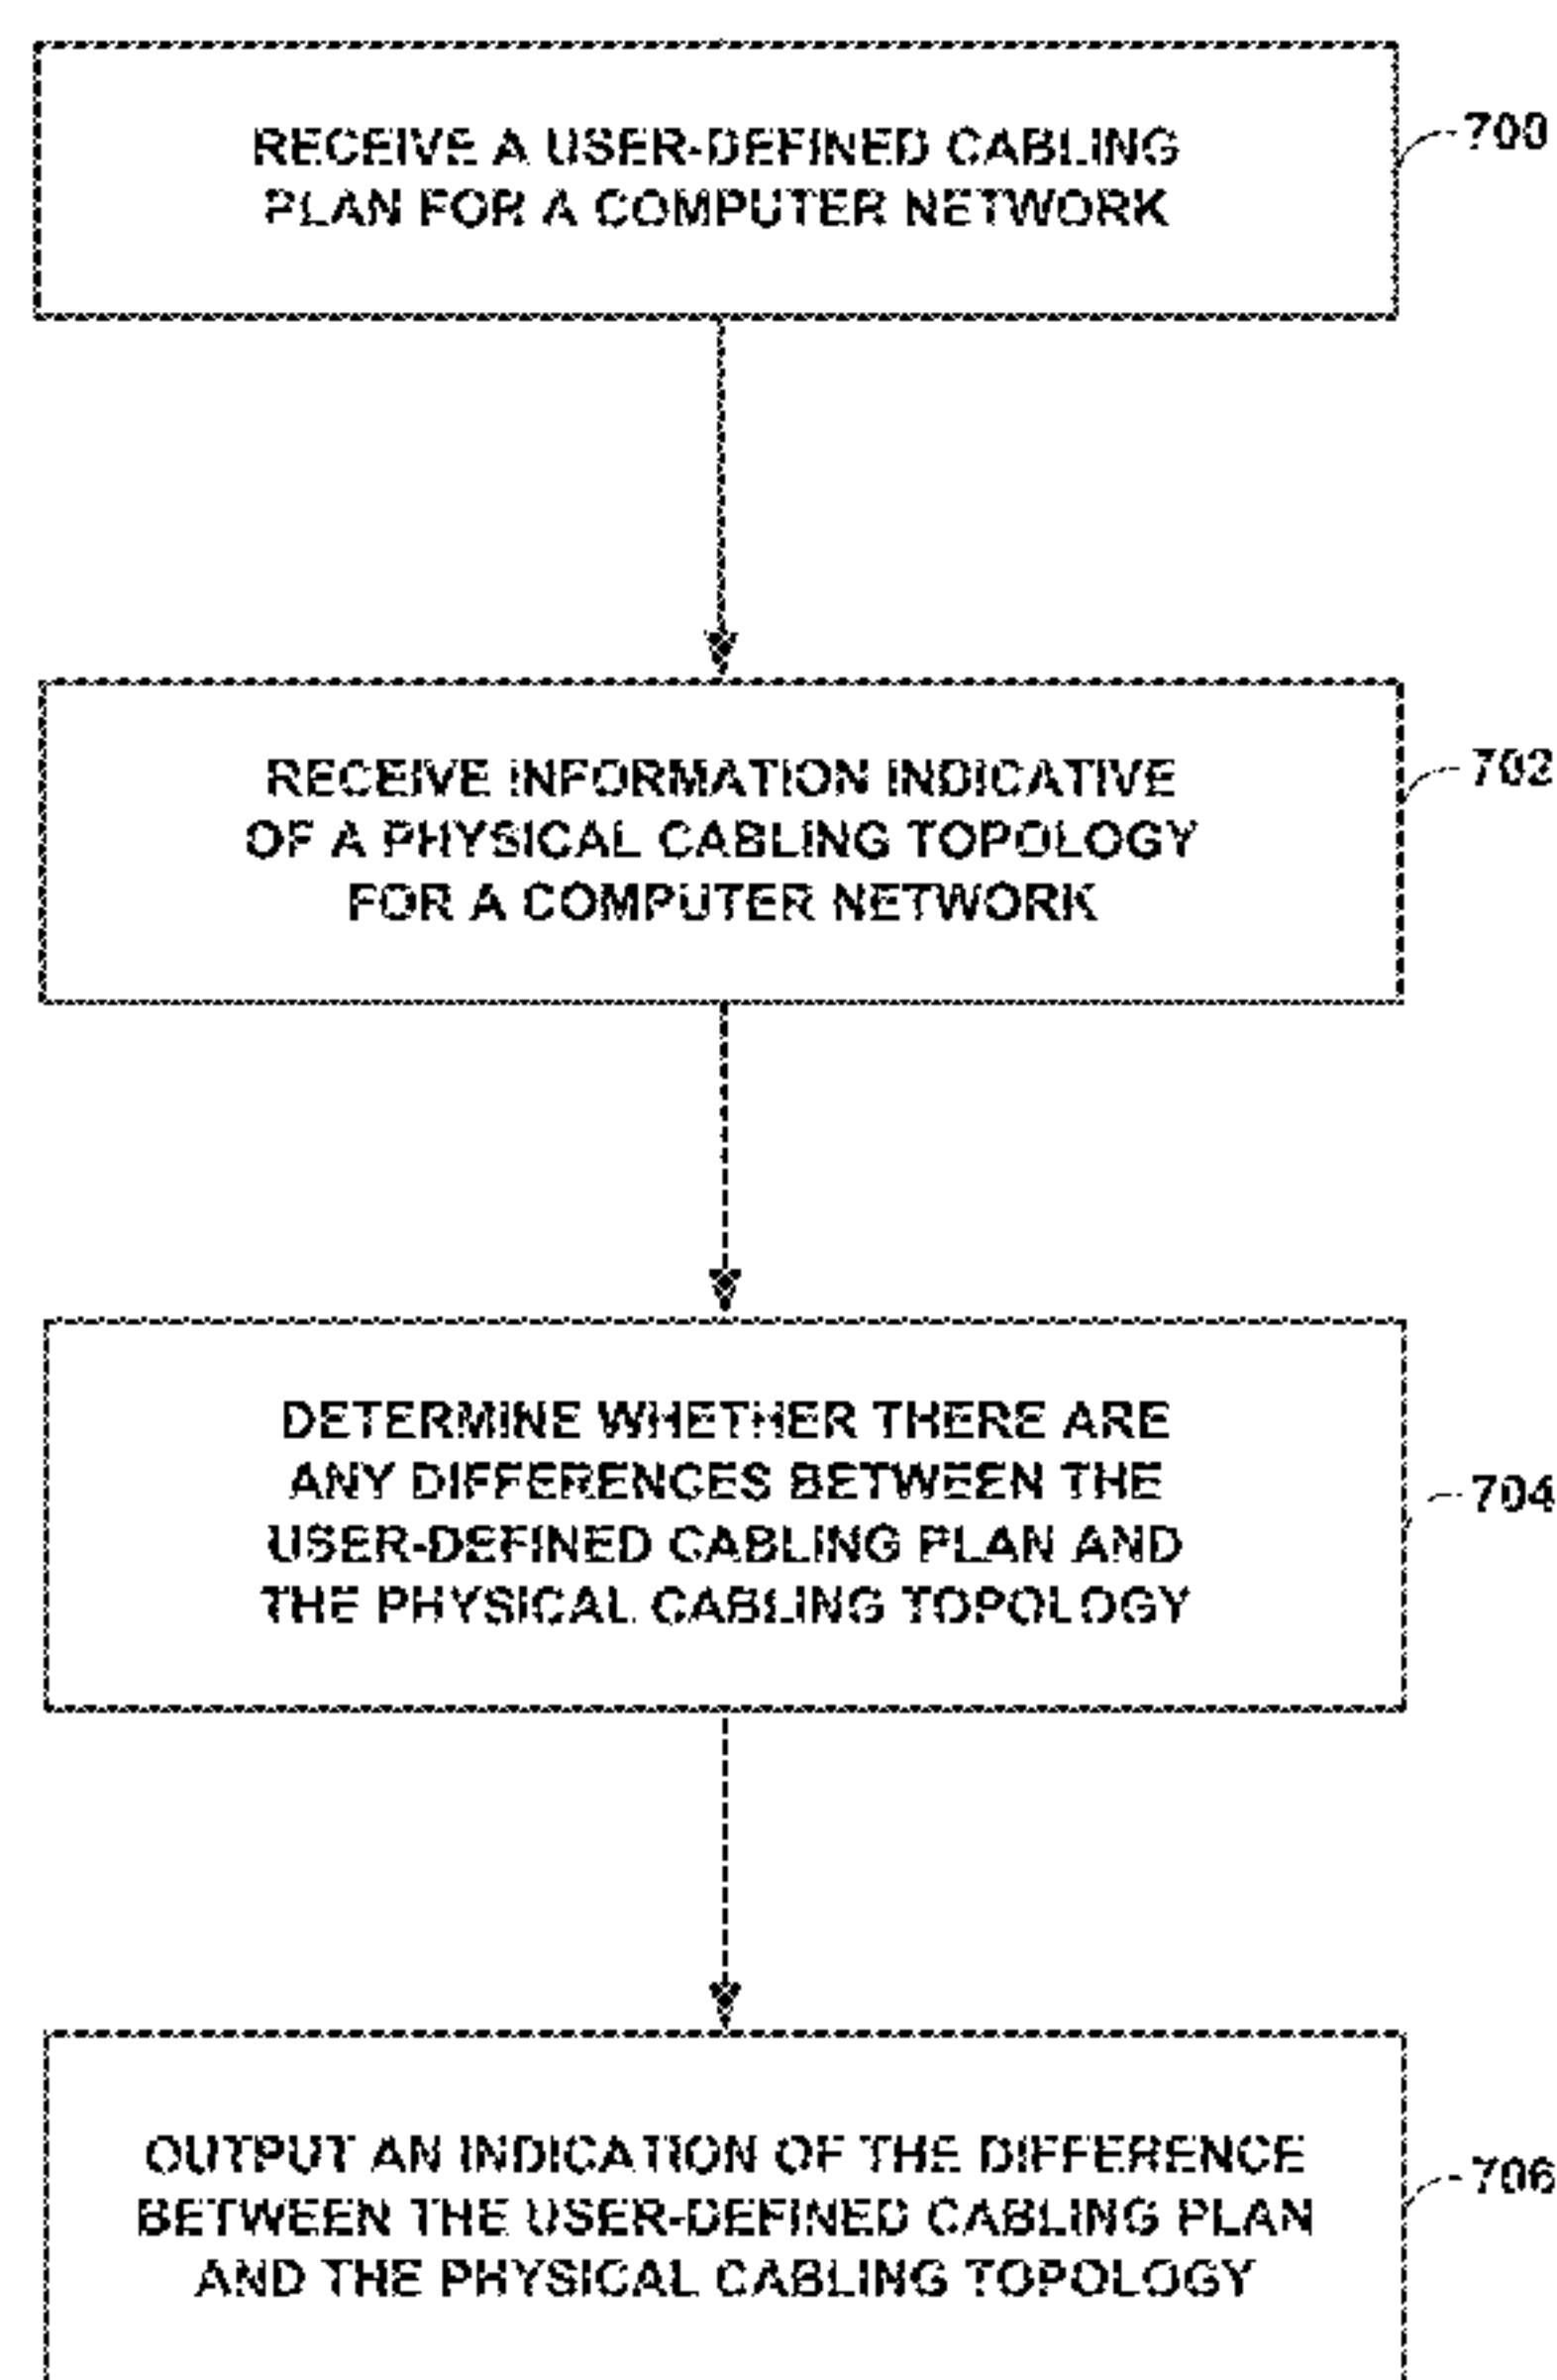 RECEIVE A USER-DEFINED CABLING
PLAN FOR A COMPUTER NETWORK
700
RECEIVE INFORMATION INDICATIVE
OF A PHYSICAL CABLING TOPOLOGY
FOR A COMPUTER NETWORK
702
DETERMINE WHETHER THERE ARE
ANY DIFFERENCES BETWEEN THE
USER-DEFINED CABLING PLAN AND
THE PHYSICAL CABLING TOPOLOGY
704
OUTPUT AN INDICATION OF THE DIFFERENCE
BETWEEN THE USER-DEFINED CABLING PLAN
AND THE PHYSICAL CABLING TOPOLOGY
706